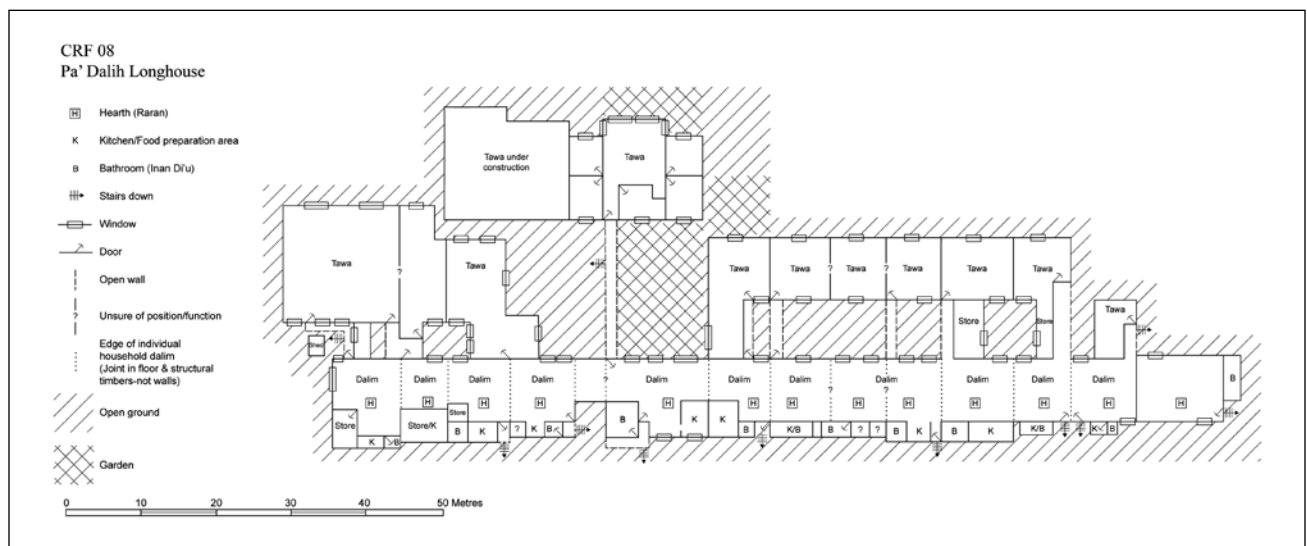 CRF 08
Pa' Dalih Longhouse
H Hearth (Raran)
K Kitchen/Food preparation area
B Bathroom (Inan Di'u)
Stairs down
Window
Door
Open wall
? Unsure of position/function
Edge of individual
household dalim
(Joint in floor & structural
timbers-not walls)
Open ground
Garden
0 10 20 30 40 50 Metres
Tawa under
construction
Tawa
Tawa
?
Tawa
Tawa
Tawa
?
Tawa
?
Tawa
Tawa
Tawa
Store
Store
Tawa
Shed
Dalim
Dalim
Dalim
Dalim
?
Dalim
Dalim
Dalim
?
Dalim
?
Dalim
Dalim
Dalim
B
H
H
H
H
H
H
H
H
H
H
H
H
Store
Store/K
Store
K
B
B
K
?
K
B
B
K
K
B
K/B
B
?
?
B
K
B
K
K/B
K
B